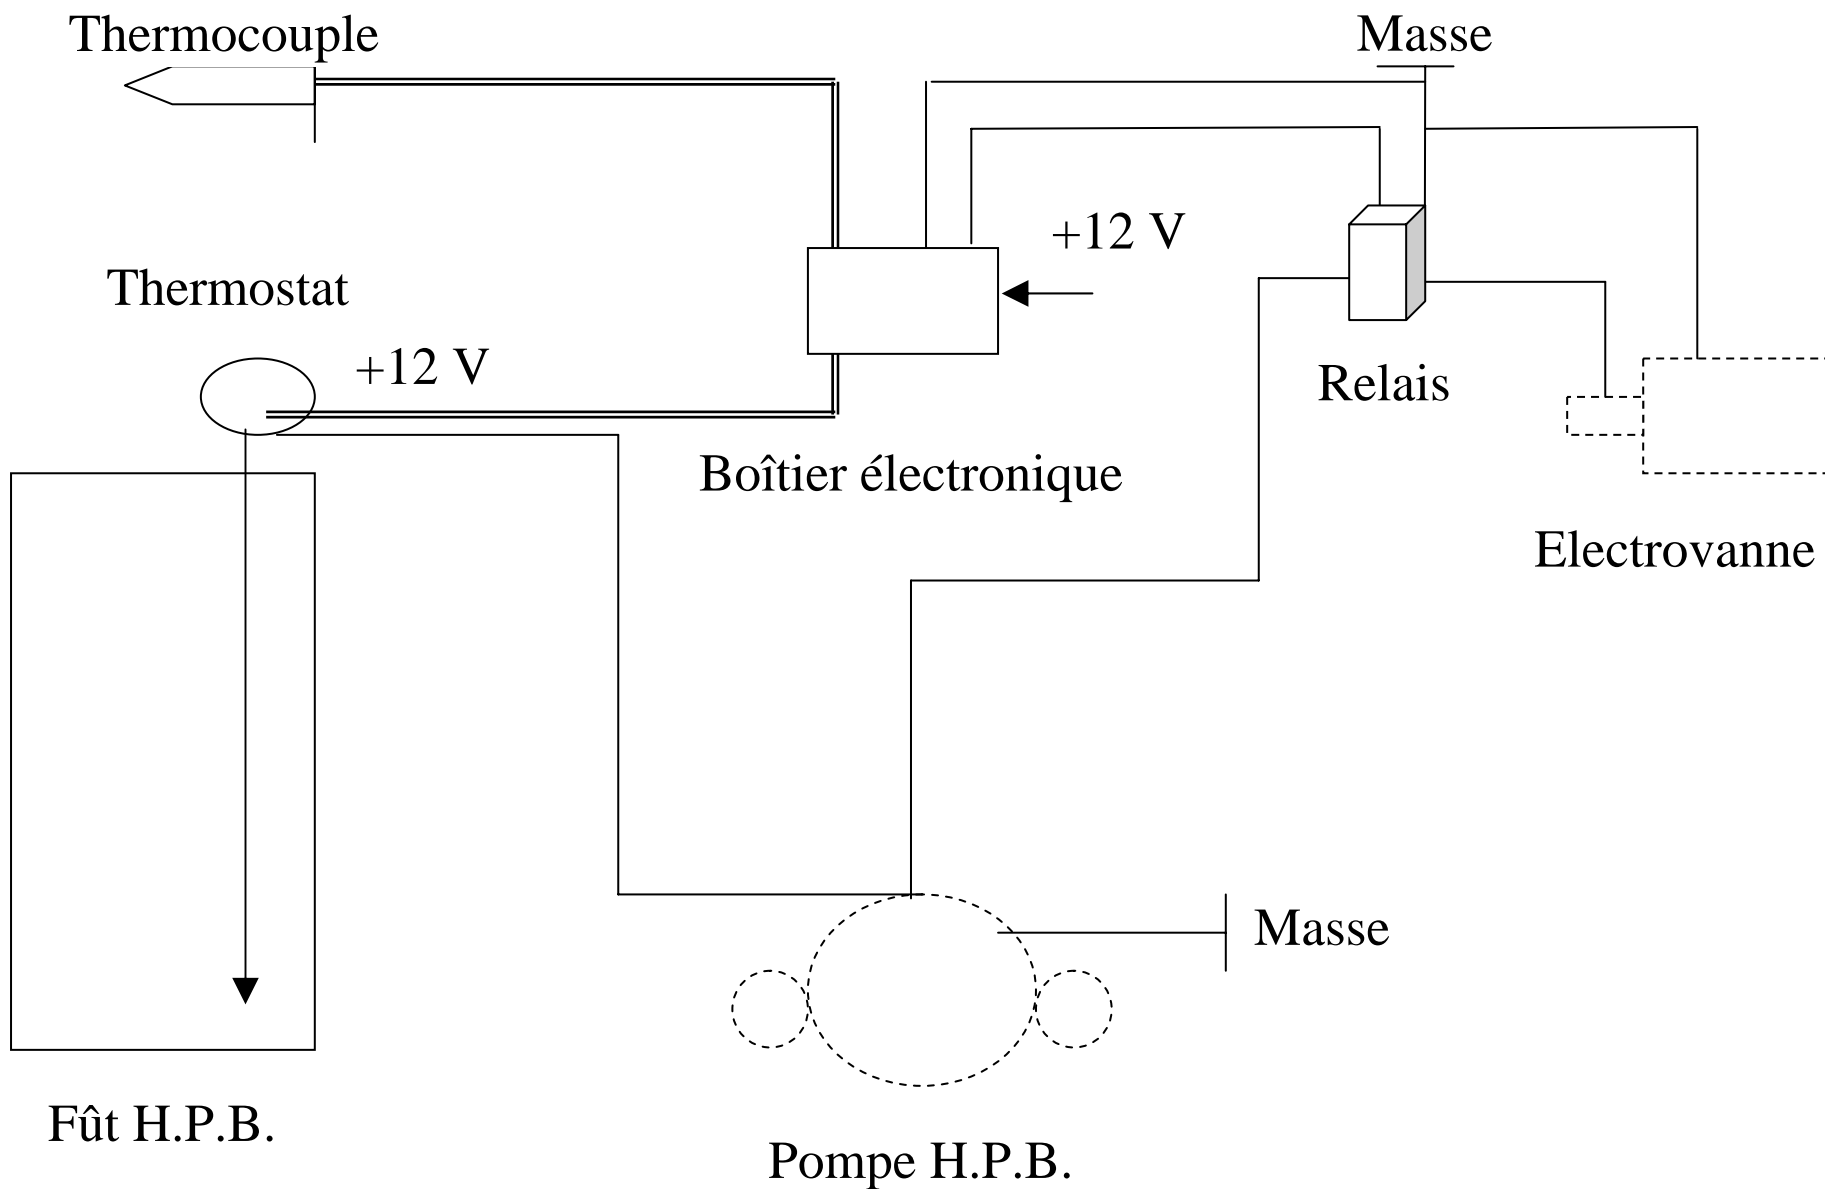 Thermocouple
Masse
+12 V
Thermostat
+12 V
Relais
Boîtier électronique
Electrovanne
Masse
Fût H.P.B.
Pompe H.P.B.